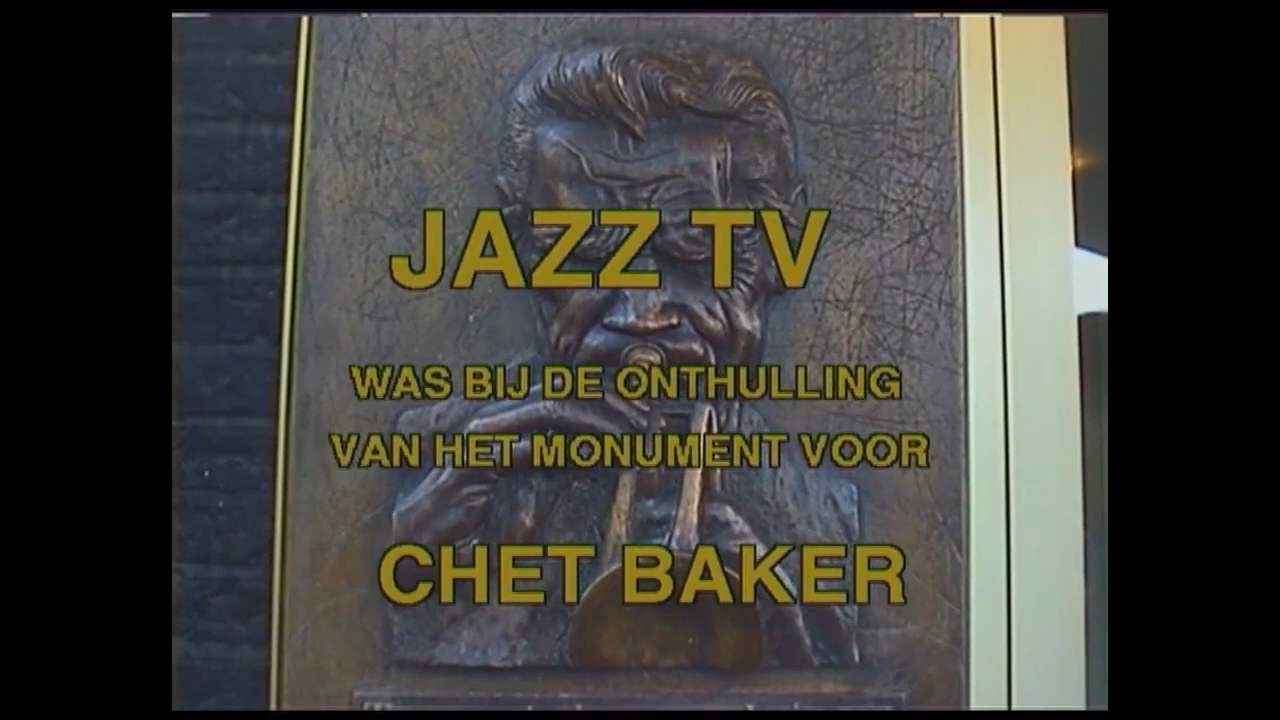 JAZZ TV
WAS BIJ DE ONTHULLING
VAN HET MONUMENT VOOR
CHET BAKER